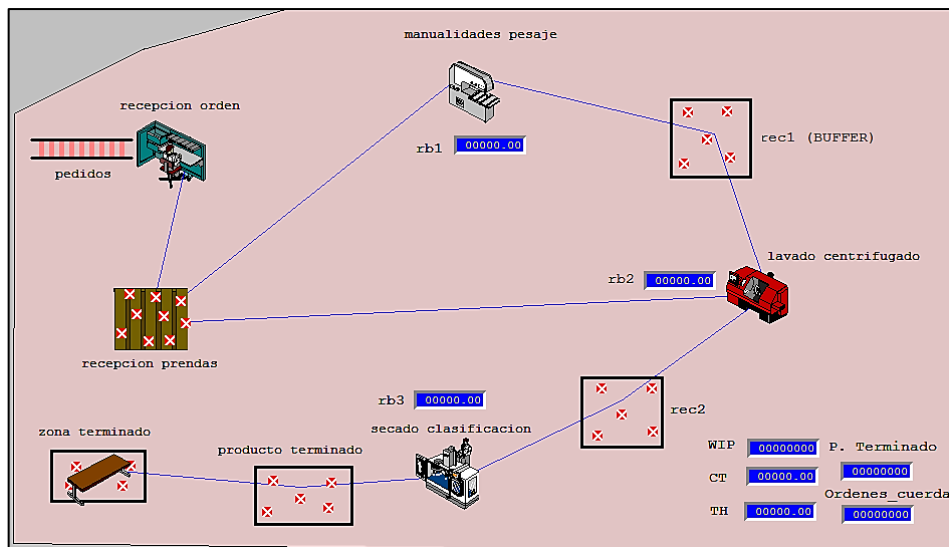 manualidades pesaje
recepcion orden
rb1 00000.00
rec1 (BUFFER)
pedidos
lavado centrifugado
rb2 00000.00
recepcion prendas
rb3 00000.00
rec2
zona terminado
secado clasificacion
producto terminado
WIP 00000000 P. Terminado
CT 00000.00 00000000
Ordenes_cuerda
TH 00000.00 00000000